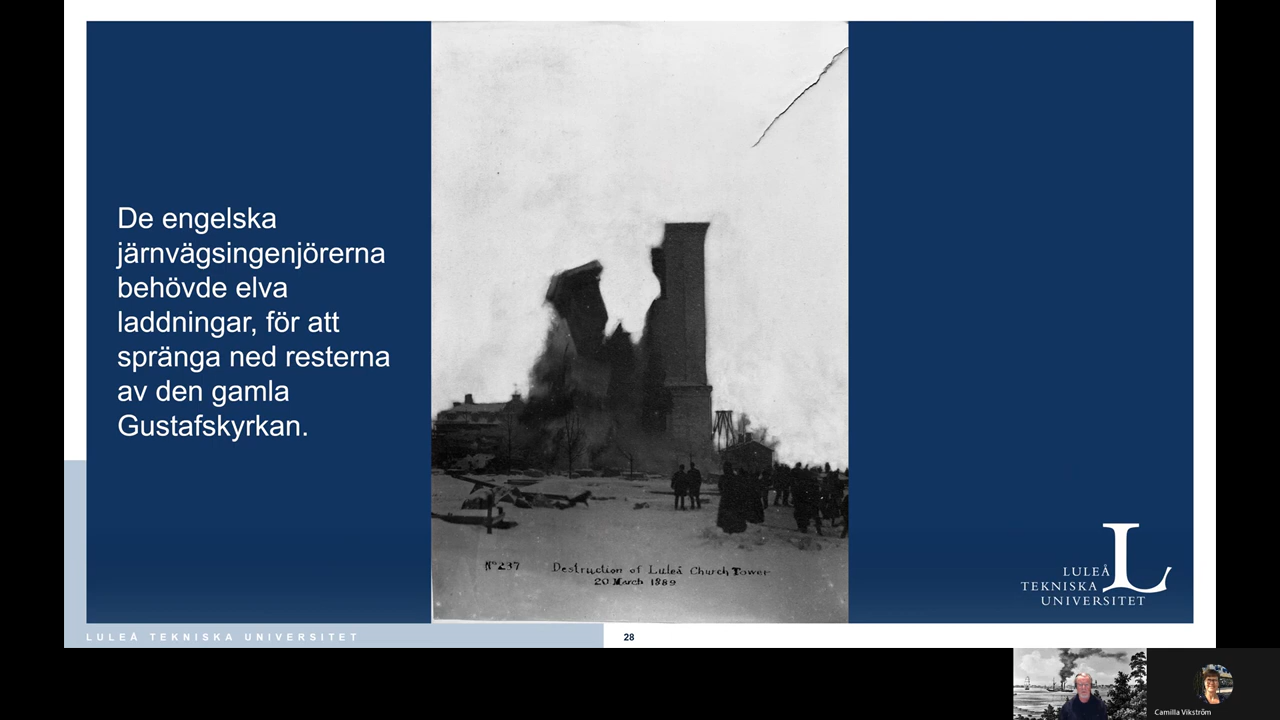 De engelska
järnvägsingenjörerna
behövde elva
laddningar, för att
spränga ned resterna
av den gamla
Gustafskyrkan.
Nº 237 Destruction of Luleå Church Tower
20 March 1889
LULEÅ
TEKNISKA
UNIVERSITET
LULEÅ TEKNISKA UNIVERSITET
28
Camilla Vikström